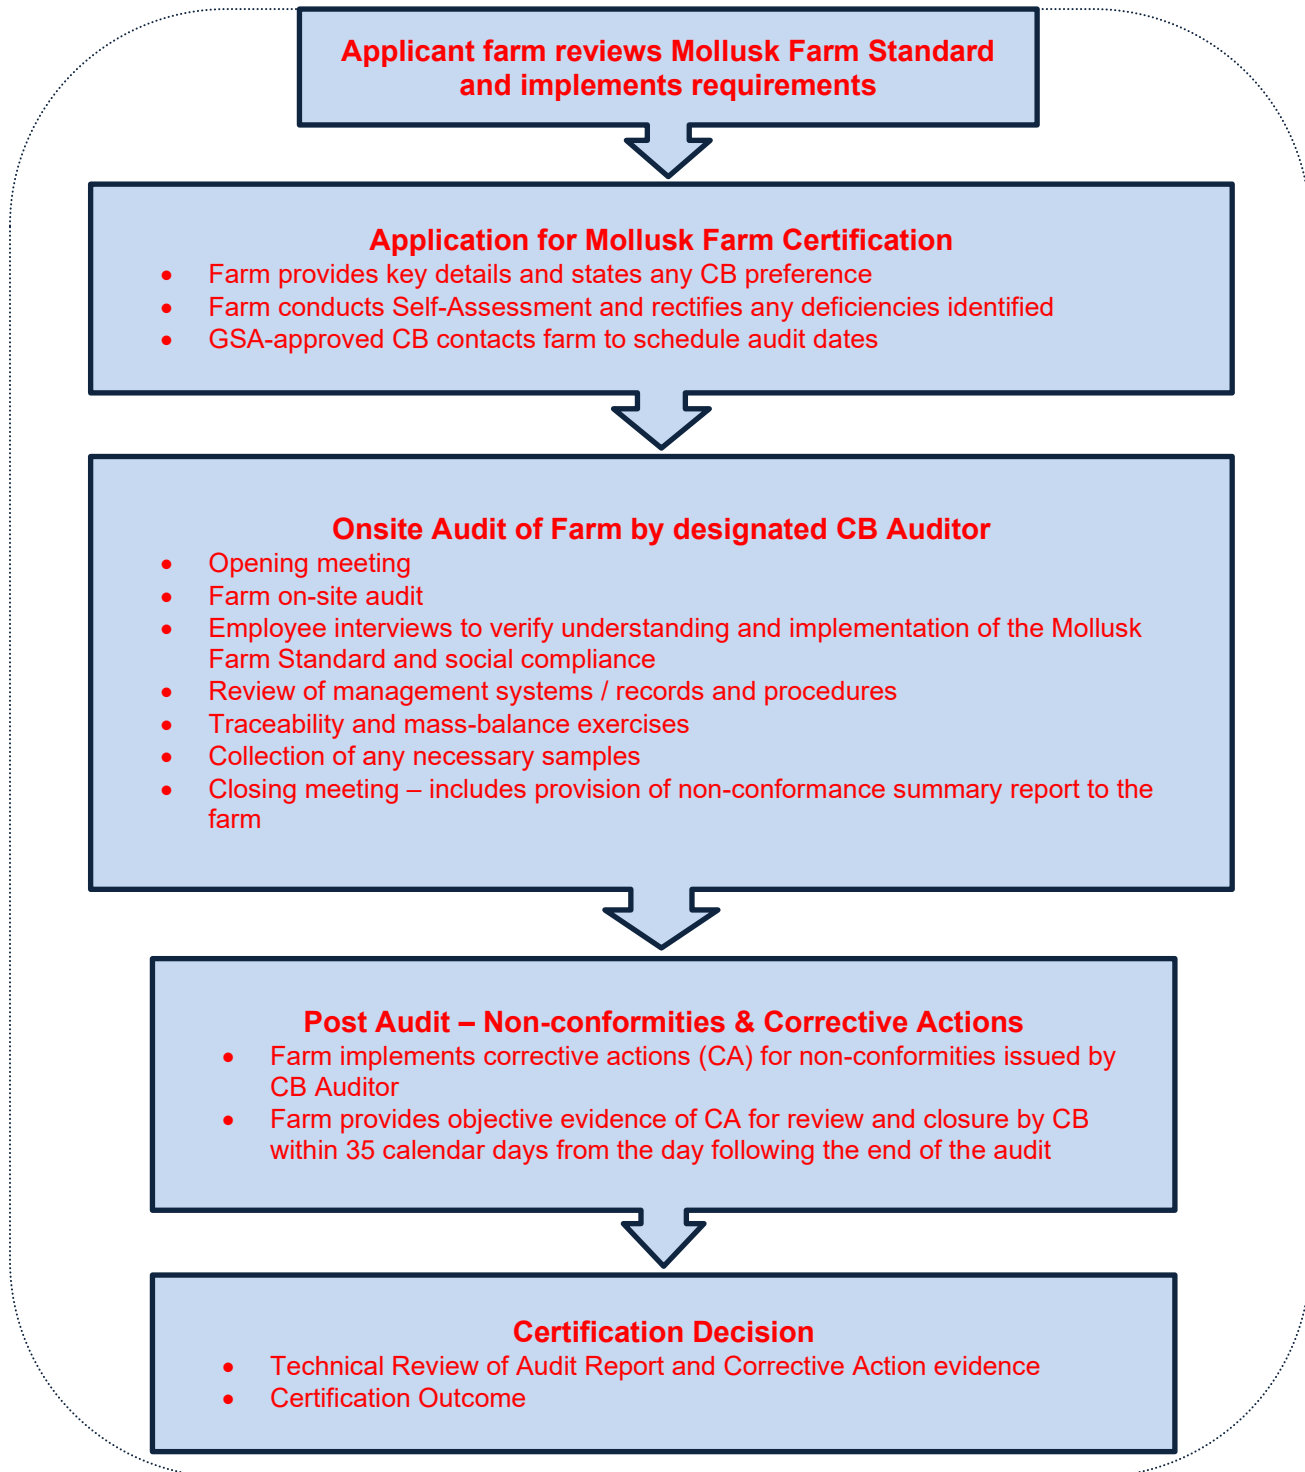 Applicant farm reviews Mollusk Farm Standard
and implements requirements
Application for Mollusk Farm Certification
• Farm provides key details and states any CB preference
• Farm conducts Self-Assessment and rectifies any deficiencies identified
• GSA-approved CB contacts farm to schedule audit dates
Onsite Audit of Farm by designated CB Auditor
• Opening meeting
• Farm on-site audit
• Employee interviews to verify understanding and implementation of the Mollusk
Farm Standard and social compliance
• Review of management systems / records and procedures
• Traceability and mass-balance exercises
• Collection of any necessary samples
• Closing meeting – includes provision of non-conformance summary report to the
farm
Post Audit – Non-conformities & Corrective Actions
• Farm implements corrective actions (CA) for non-conformities issued by
CB Auditor
• Farm provides objective evidence of CA for review and closure by CB
within 35 calendar days from the day following the end of the audit
Certification Decision
• Technical Review of Audit Report and Corrective Action evidence
• Certification Outcome